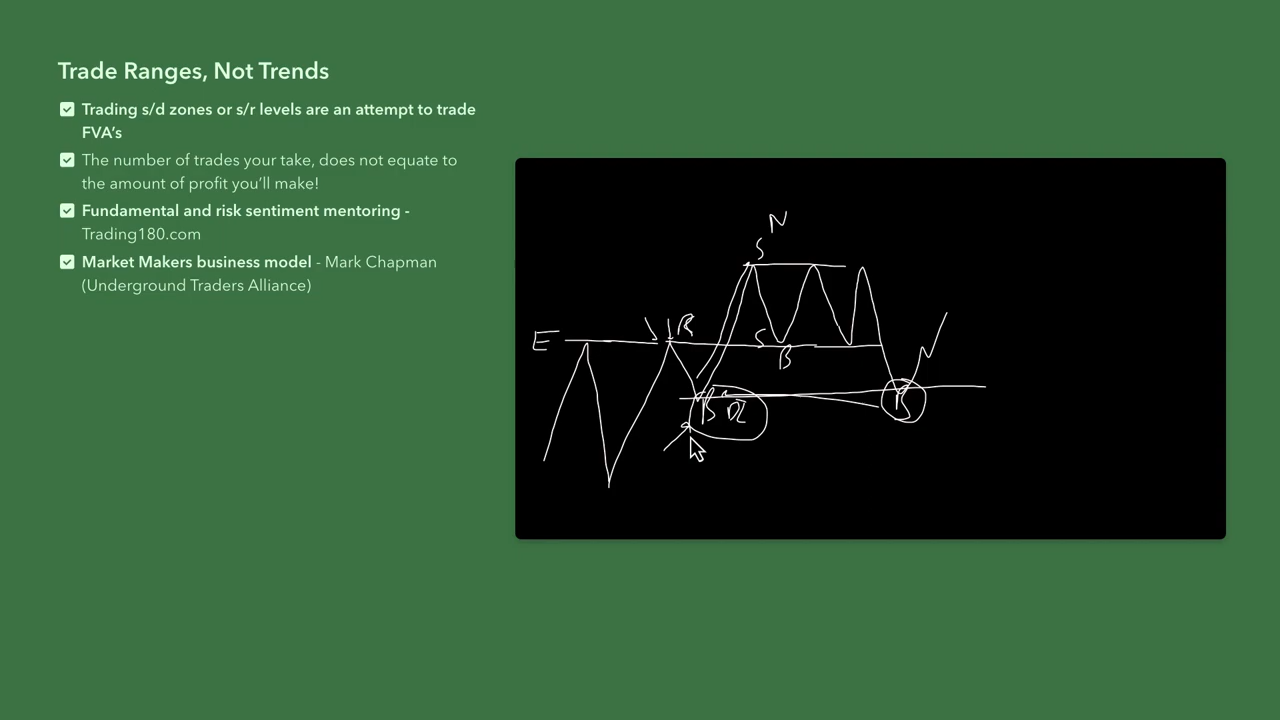 Trade Ranges, Not Trends
Trading s/d zones or s/r levels are an attempt to trade
FVA's
The number of trades your take, does not equate to
the amount of profit you'll make!
Fundamental and risk sentiment mentoring -
Trading180.com
Market Makers business model - Mark Chapman
(Underground Traders Alliance)
N
S
E
R
S
B
B
B